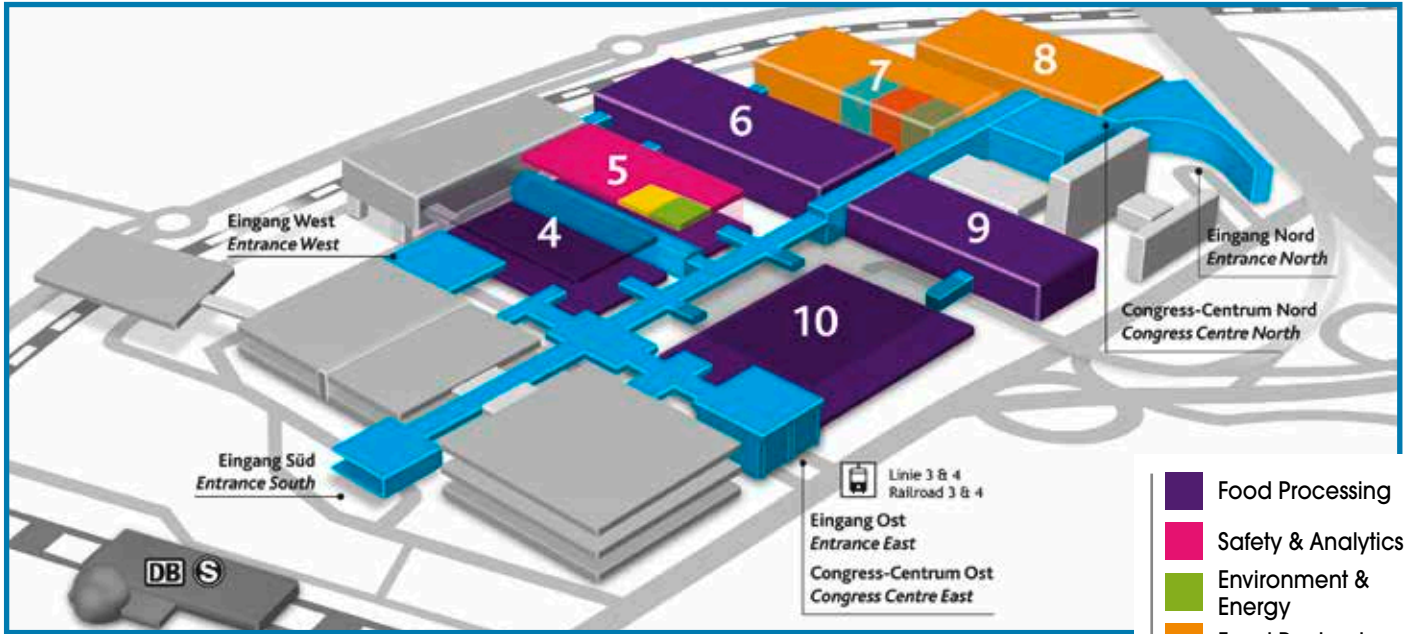 8
7
6
5
4
9
10
Eingang West
Entrance West
Eingang Nord
Entrance North
Congress-Centrum Nord
Congress Centre North
Eingang Süd
Entrance South
Linie 3 & 4
Railroad 3 & 4
Eingang Ost
Entrance East
Congress-Centrum Ost
Congress Centre East
DB S
Food Processing
Safety & Analytics
Environment &
Energy